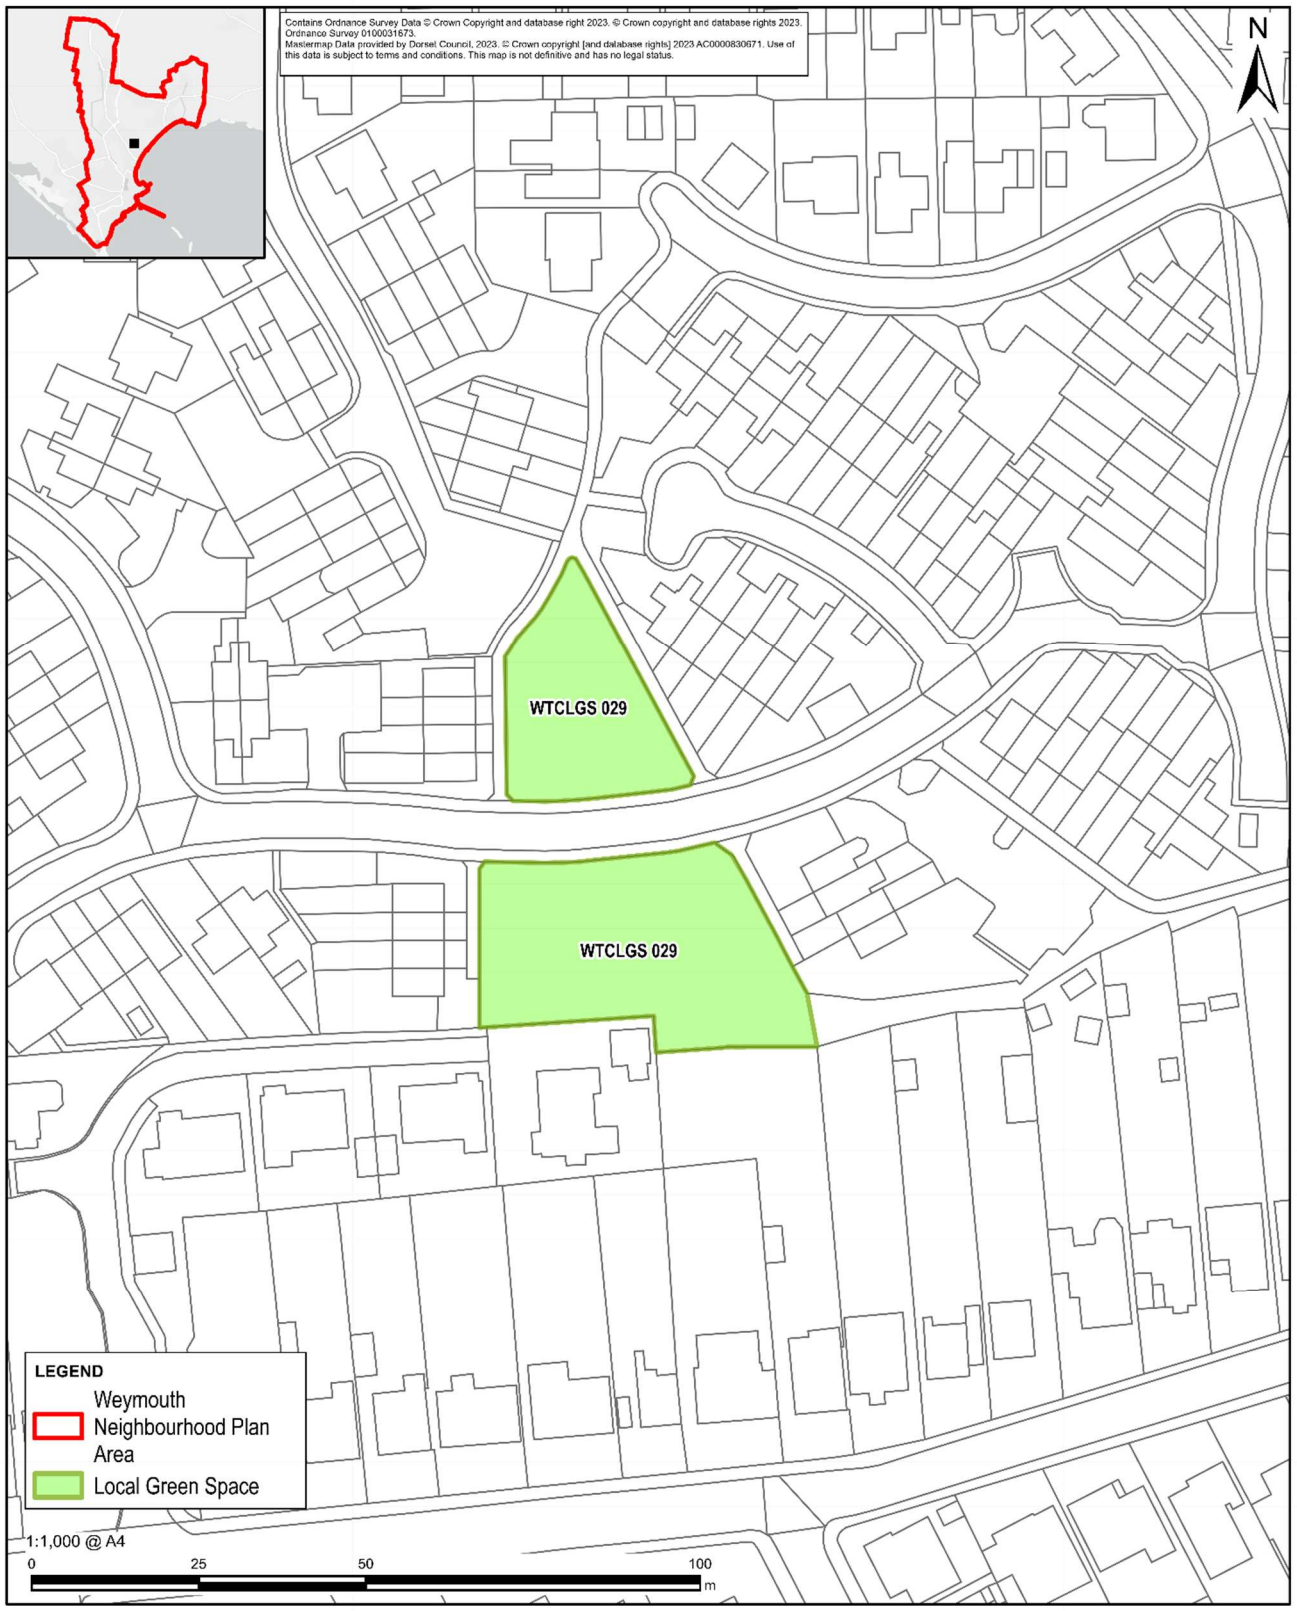 Contains Ordnance Survey Data © Crown Copyright and database right 2023. © Crown copyright and database rights 2023.
Ordnance Survey 0100031673.
Mastermap Data provided by Dorset Council, 2023. © Crown copyright [and database rights] 2023 AC0000830671. Use of
this data is subject to terms and conditions. This map is not definitive and has no legal status.
N
WTCLGS 029
WTCLGS 029
LEGEND
Weymouth
Neighbourhood Plan
Area
Local Green Space
1:1,000 @ A4
0 25 50 100
m